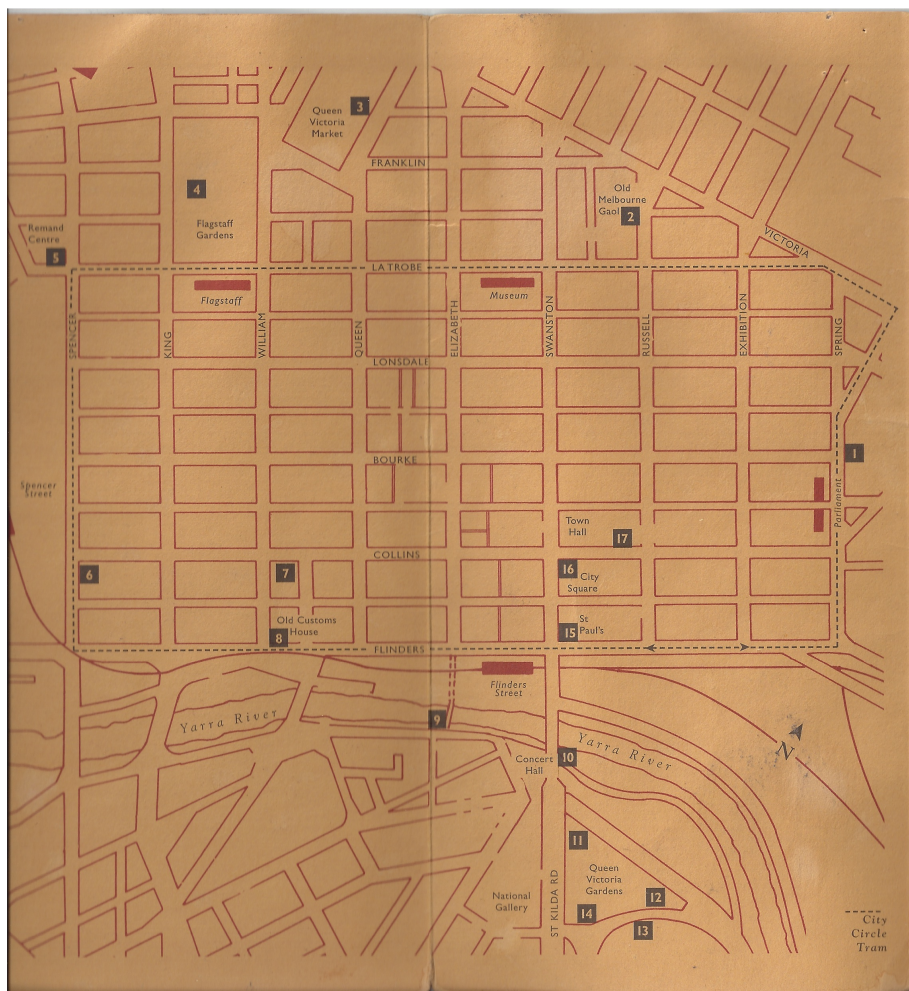 3
Queen
Victoria
Market
FRANKLIN
4
Old
Melbourne
Gaol
2
Flagstaff
Gardens
Remand
Centre
5
VICTORIA
LA TROBE
Flagstaff
Museum
SPENCER
KING
WILLIAM
QUEEN
ELIZABETH
SWANSTON
RUSSELL
EXHIBITION
SPRING
LONSDALE
1
BOURKE
Spencer
Street
Parliament
Town
Hall
17
COLLINS
6
7
16
City
Square
Old Customs
House
8
St
Paul's
15
FLINDERS
Flinders
Street
9
Yarra River
Yarra River
N
Concert
Hall
10
11
Queen
Victoria
Gardens
12
National
Gallery
ST KILDA RD
14
13
City
Circle
Tram